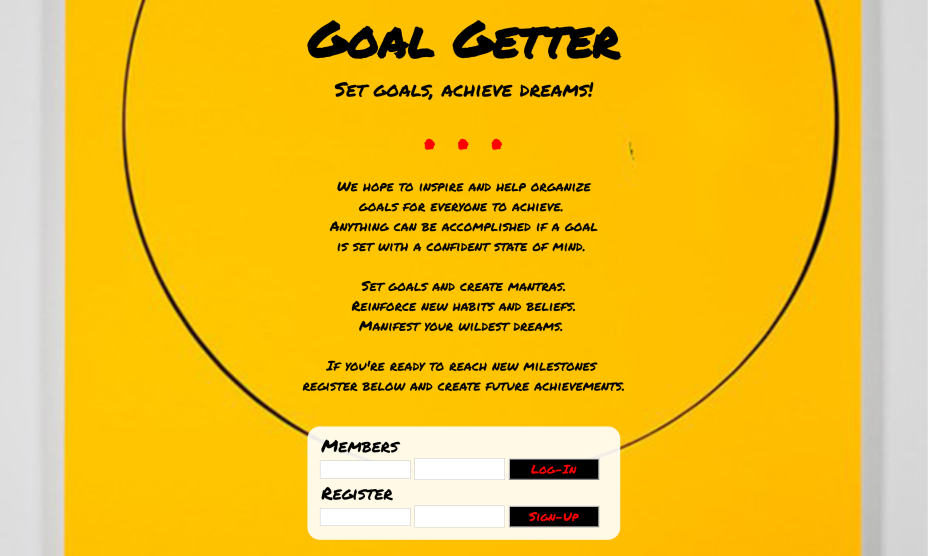 Goal Getter
Set goals, achieve dreams!
We hope to inspire and help organize
goals for everyone to achieve.
Anything can be accomplished if a goal
is set with a confident state of mind.
Set goals and create mantras.
Reinforce new habits and beliefs.
Manifest your wildest dreams.
If you're ready to reach new milestones
register below and create future achievements.
Members
Log-In
Register
Sign-Up